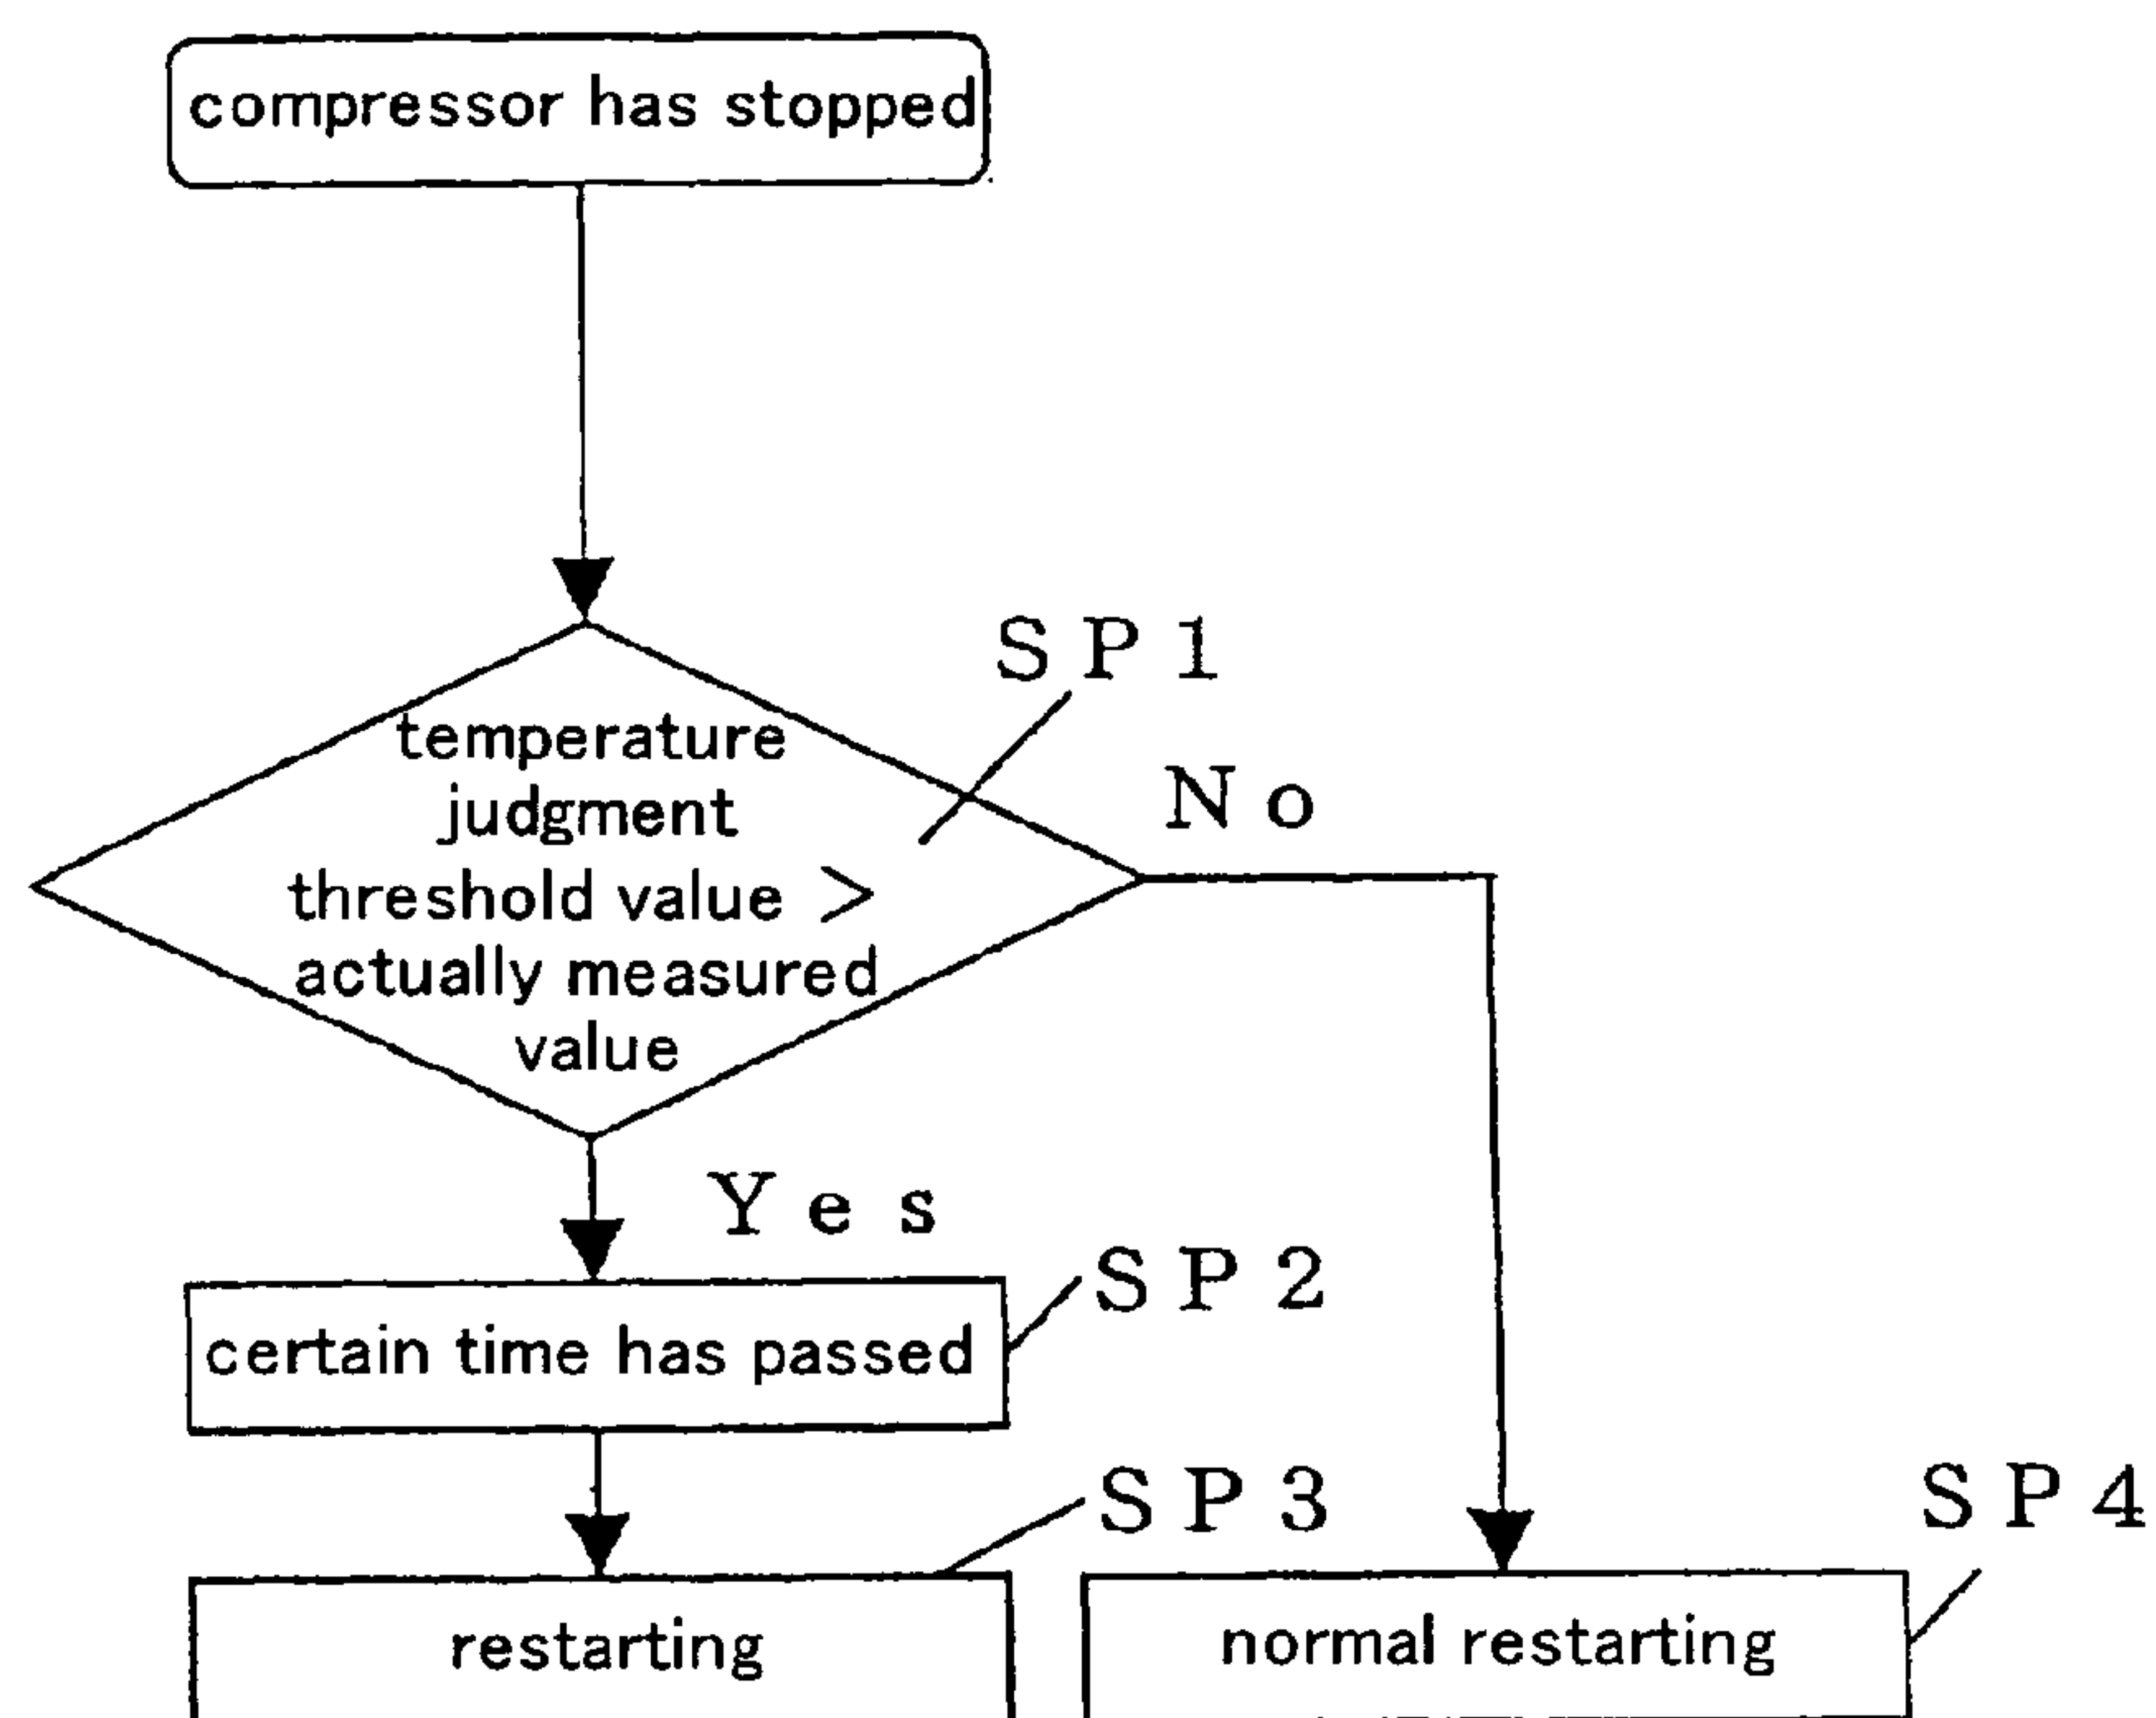 compressor has stopped
SP1
temperature
judgment
threshold value >
actually measured
value
No
Yes
SP2
certain time has passed
SP3
SP4
restarting
normal restarting